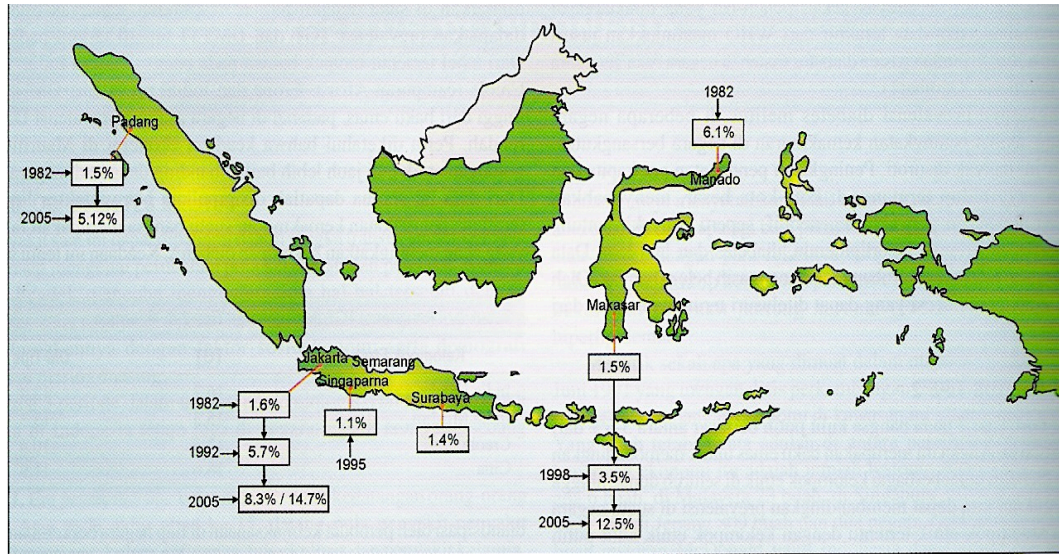 1982
6.1%
Manado
Padang
1982
1.5%
2005
5.12%
Makasar
1.5%
1998
3.5%
2005
12.5%
Jakarta
Semarang
Singaparna
Surabaya
1982
1.6%
1992
5.7%
2005
8.3% / 14.7%
1.1%
1995
1.4%